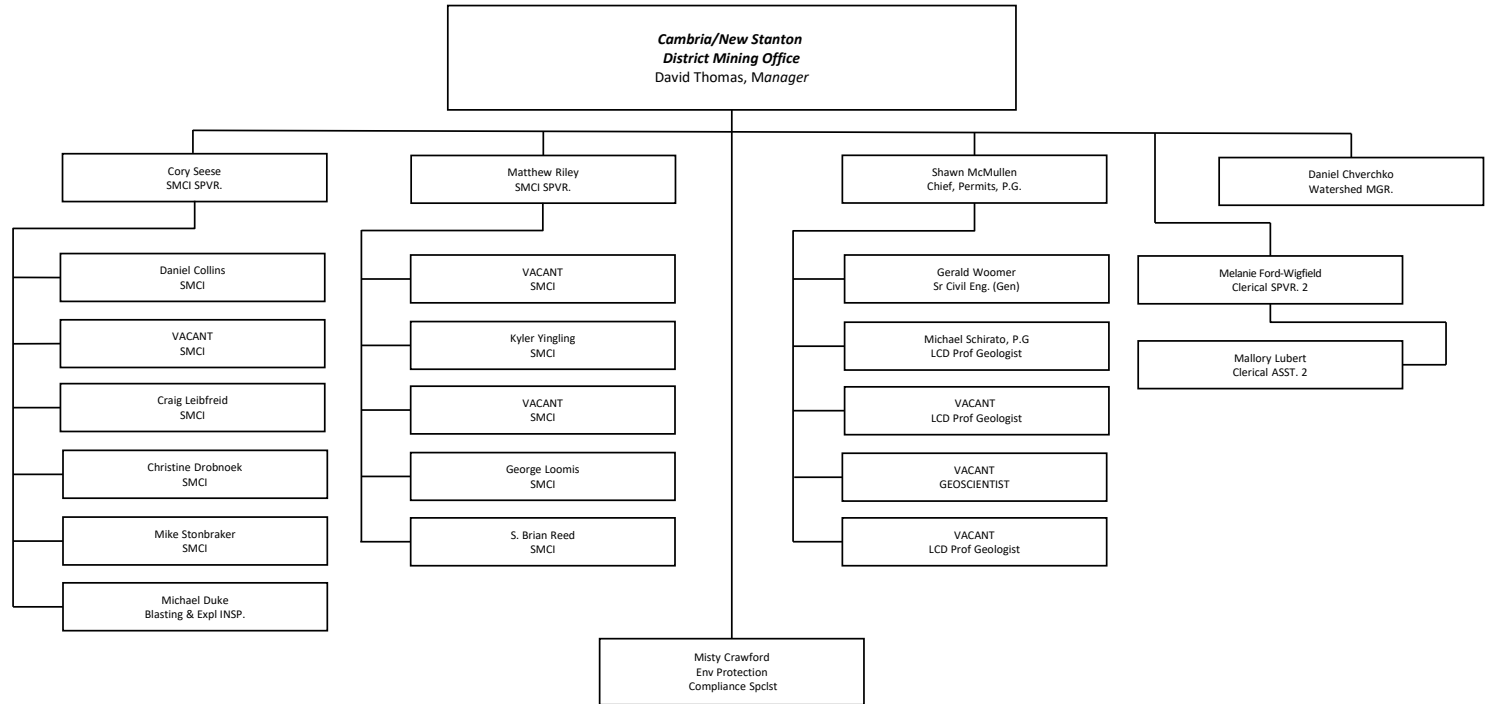 Cambria/New Stanton
District Mining Office
David Thomas, Manager
Cory Seese
SMCI SPVR.
Daniel Collins
SMCI
VACANT
SMCI
Craig Leibfreid
SMCI
Christine Drobnoek
SMCI
Mike Stonbraker
SMCI
Michael Duke
Blasting & Expl INSP.
Matthew Riley
SMCI SPVR.
VACANT
SMCI
Kyler Yingling
SMCI
VACANT
SMCI
George Loomis
SMCI
S. Brian Reed
SMCI
Misty Crawford
Env Protection
Compliance Spclst
Shawn McMullen
Chief, Permits, P.G.
Gerald Woomer
Sr Civil Eng. (Gen)
Michael Schirato, P.G
LCD Prof Geologist
VACANT
LCD Prof Geologist
VACANT
GEOSCIENTIST
VACANT
LCD Prof Geologist
Melanie Ford-Wigfield
Clerical SPVR. 2
Mallory Lubert
Clerical ASST. 2
Daniel Chverchko
Watershed MGR.